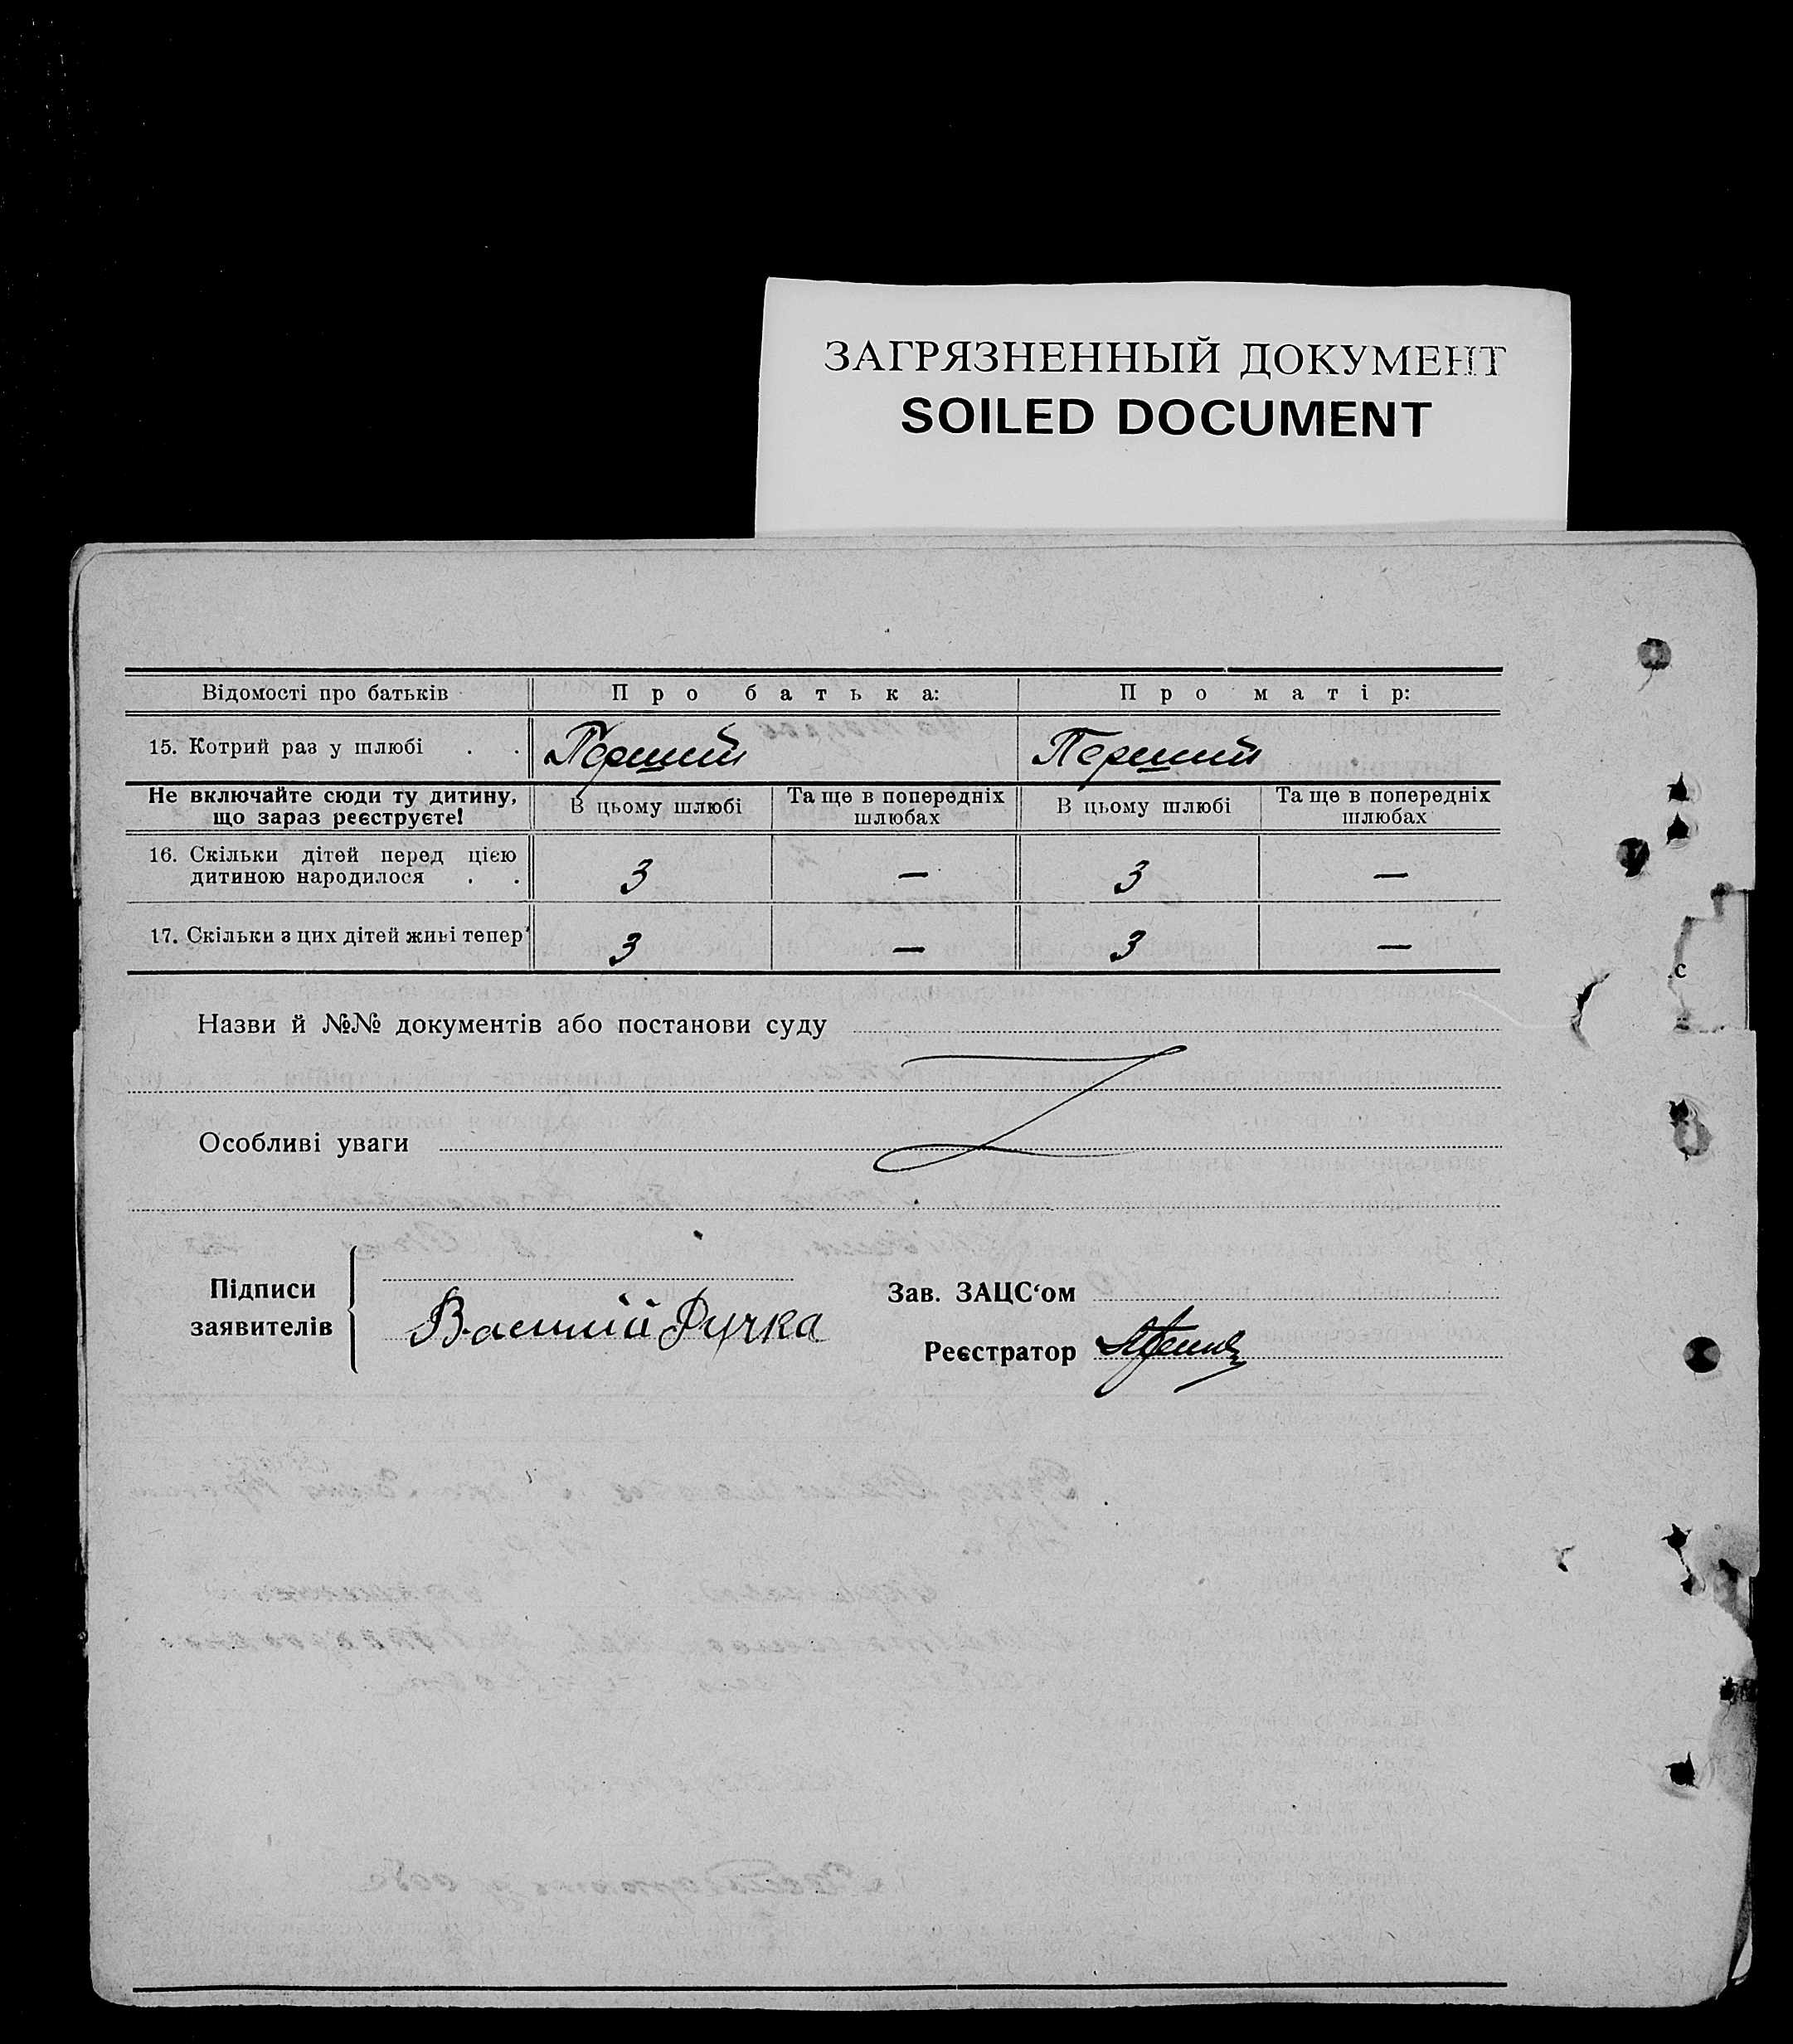 ЗАГРЯЗНЕННЫЙ ДОКУМЕНТ
SOILED DOCUMENT
Відомості про батьків Про батька: Про матір:
15. Котрий раз у шлюбі . . Перший Перший
Не включайте сюди ту дитину, що зараз реєструєте! В цьому шлюбі Та ще в попередніх шлюбах В цьому шлюбі Та ще в попередніх шлюбах
16. Скільки дітей перед цією
дитиною народилося . . 3 — 3 —
17. Скільки з цих дітей живі тепер 3 — 3 —
Назви й №№ документів або постанови суду
Особливі уваги
Підписи
заявителів
Василій Ручка
Зав. ЗАЦС‘ом
Реєстратор
с